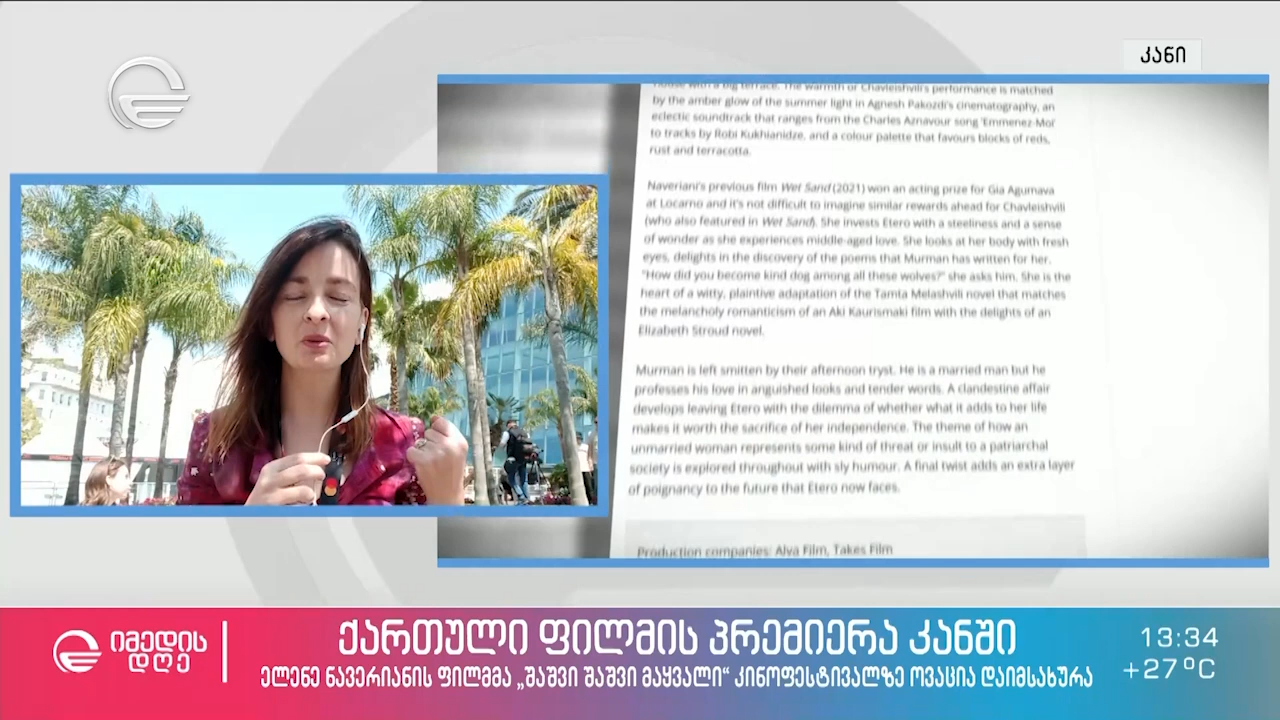 კანი
house with a big terrace. The warmth of Chavleishvili's performance is matched
by the amber glow of the summer light in Agnesh Pakozdi's cinematography, an
eclectic soundtrack that ranges from the Charles Aznavour song 'Emmenez-Moi'
to tracks by Robi Kukhianidze, and a colour palette that favours blocks of reds,
rust and terracotta.
Naveriani's previous film Wet Sand (2021) won an acting prize for Gia Agumava
at Locarno and it's not difficult to imagine similar rewards ahead for Chavleishvili
(who also featured in Wet Sand). She invests Etero with a steeliness and a sense
of wonder as she experiences middle-aged love. She looks at her body with fresh
eyes, delights in the discovery of the poems that Murman has written for her.
"How did you become kind dog among all these wolves?" she asks him. She is the
heart of a witty, plaintive adaptation of the Tamta Melashvili novel that matches
the melancholy romanticism of an Aki Kaurismaki film with the delights of an
Elizabeth Stroud novel.
Murman is left smitten by their afternoon tryst. He is a married man but he
professes his love in anguished looks and tender words. A clandestine affair
develops leaving Etero with the dilemma of whether what it adds to her life
makes it worth the sacrifice of her independence. The theme of how an
unmarried woman represents some kind of threat or insult to a patriarchal
society is explored throughout with sly humour. A final twist adds an extra layer
of poignancy to the future that Etero now faces.
Production companies: Alva Film, Takes Film
იმედის
დღე
ქართული ფილმის პრემიერა კანში
ელენე ნავერიანის ფილმმა „შაშვი შაშვი მაყვალი“ კინოფესტივალზე ოვაცია დაიმსახურა
13:34
+27°C